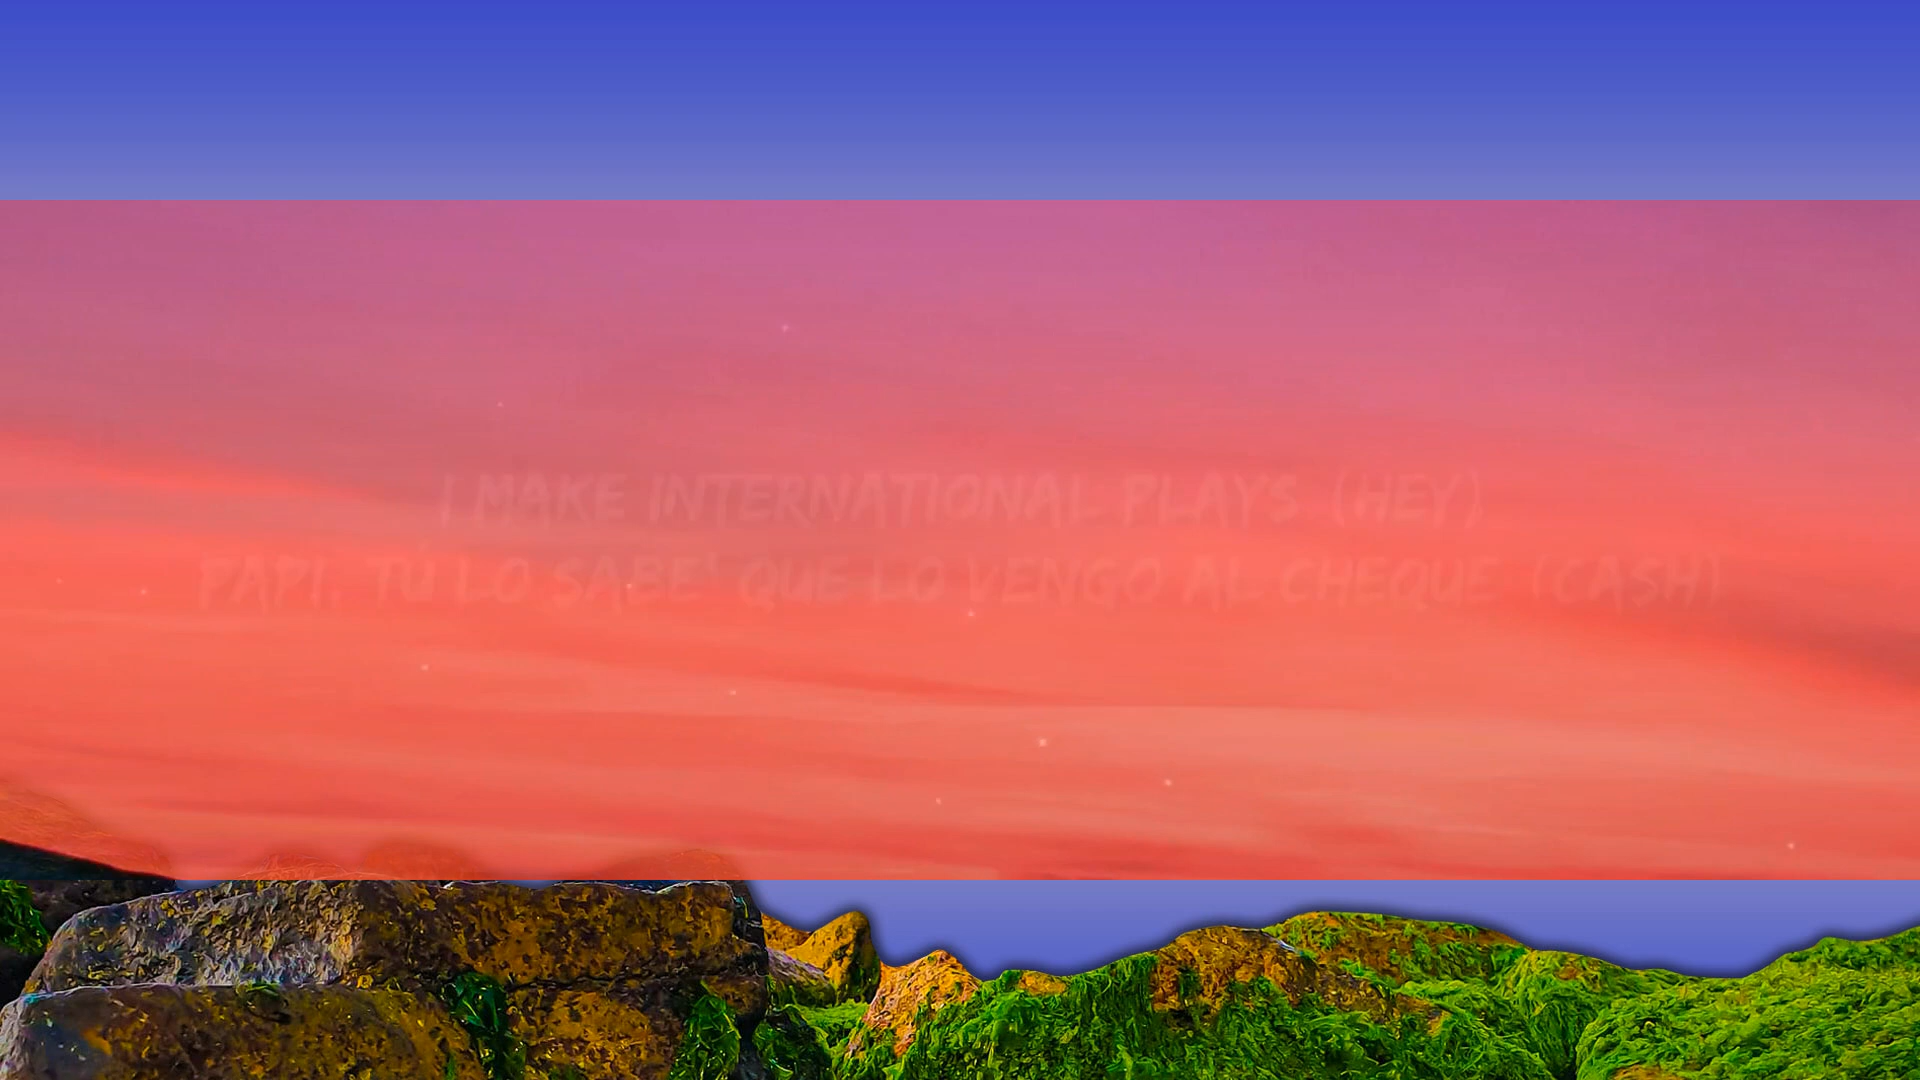 I MAKE INTERNATIONAL PLAYS (HEY)
PAPI, TÚ LO SABE' QUE LO VENGO AL CHEQUE (CASH)